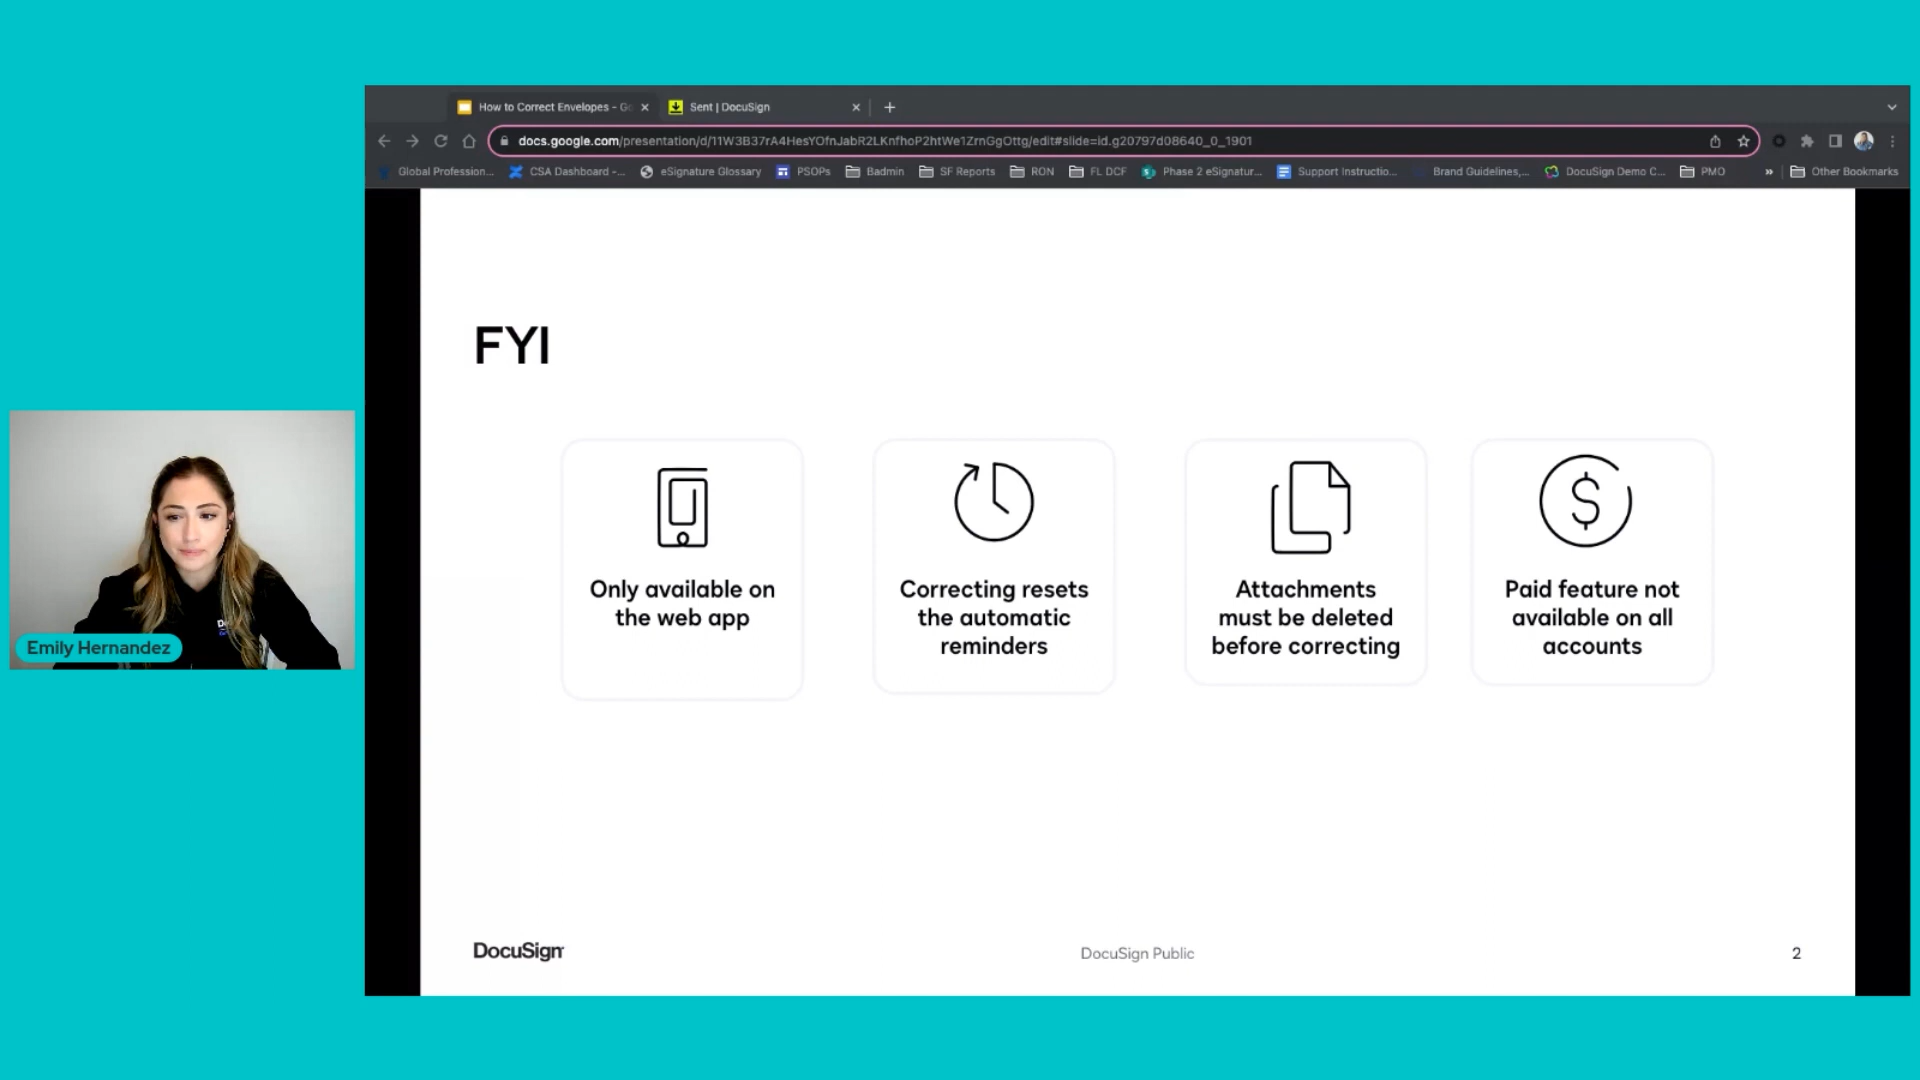 How to Correct Envelopes - Go
Sent | DocuSign
docs.google.com/presentation/d/11W3B37rA4HesYOfnJabR2LKnfhoP2htWe1ZrnGgOttg/edit#slide=id.g20797d08640_0_1901
Global Profession... CSA Dashboard -... eSignature Glossary PSOPs Badmin SF Reports RON FL DCF Phase 2 eSignatur... Support Instructio... Brand Guidelines,... DocuSign Demo C... PMO » Other Bookmarks
FYI
Only available on
the web app
Correcting resets
the automatic
reminders
Attachments
must be deleted
before correcting
Paid feature not
available on all
accounts
Emily Hernandez
DocuSign
DocuSign Public
2